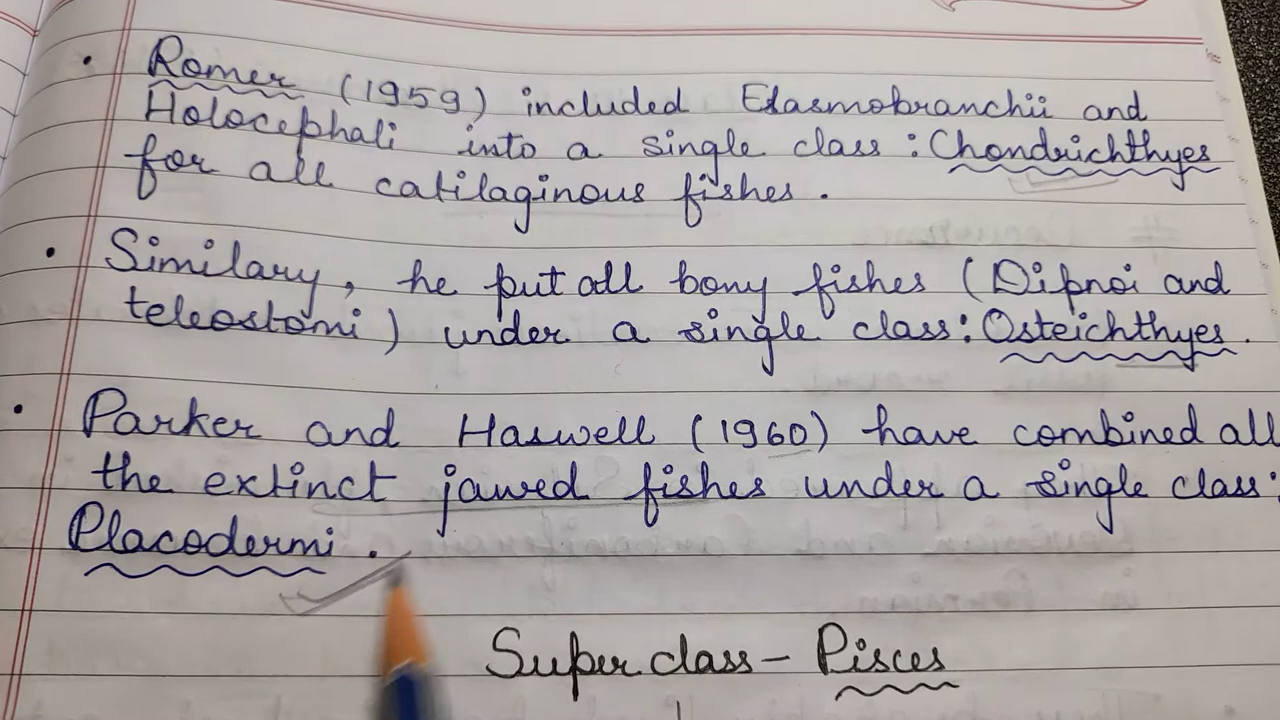 • Romer (1959) included Elasmobranchii and
Holocephali into a single class : Chondrichthyes
for all catilaginous fishes.
• Similary, he put all bony fishes (Dipnoi and
teleostomi) under a single class: Osteichthyes.
• Parker and Haswell (1960) have combined all
the extinct jawed fishes under a single class:
Placodermi.
Super class - Pisces